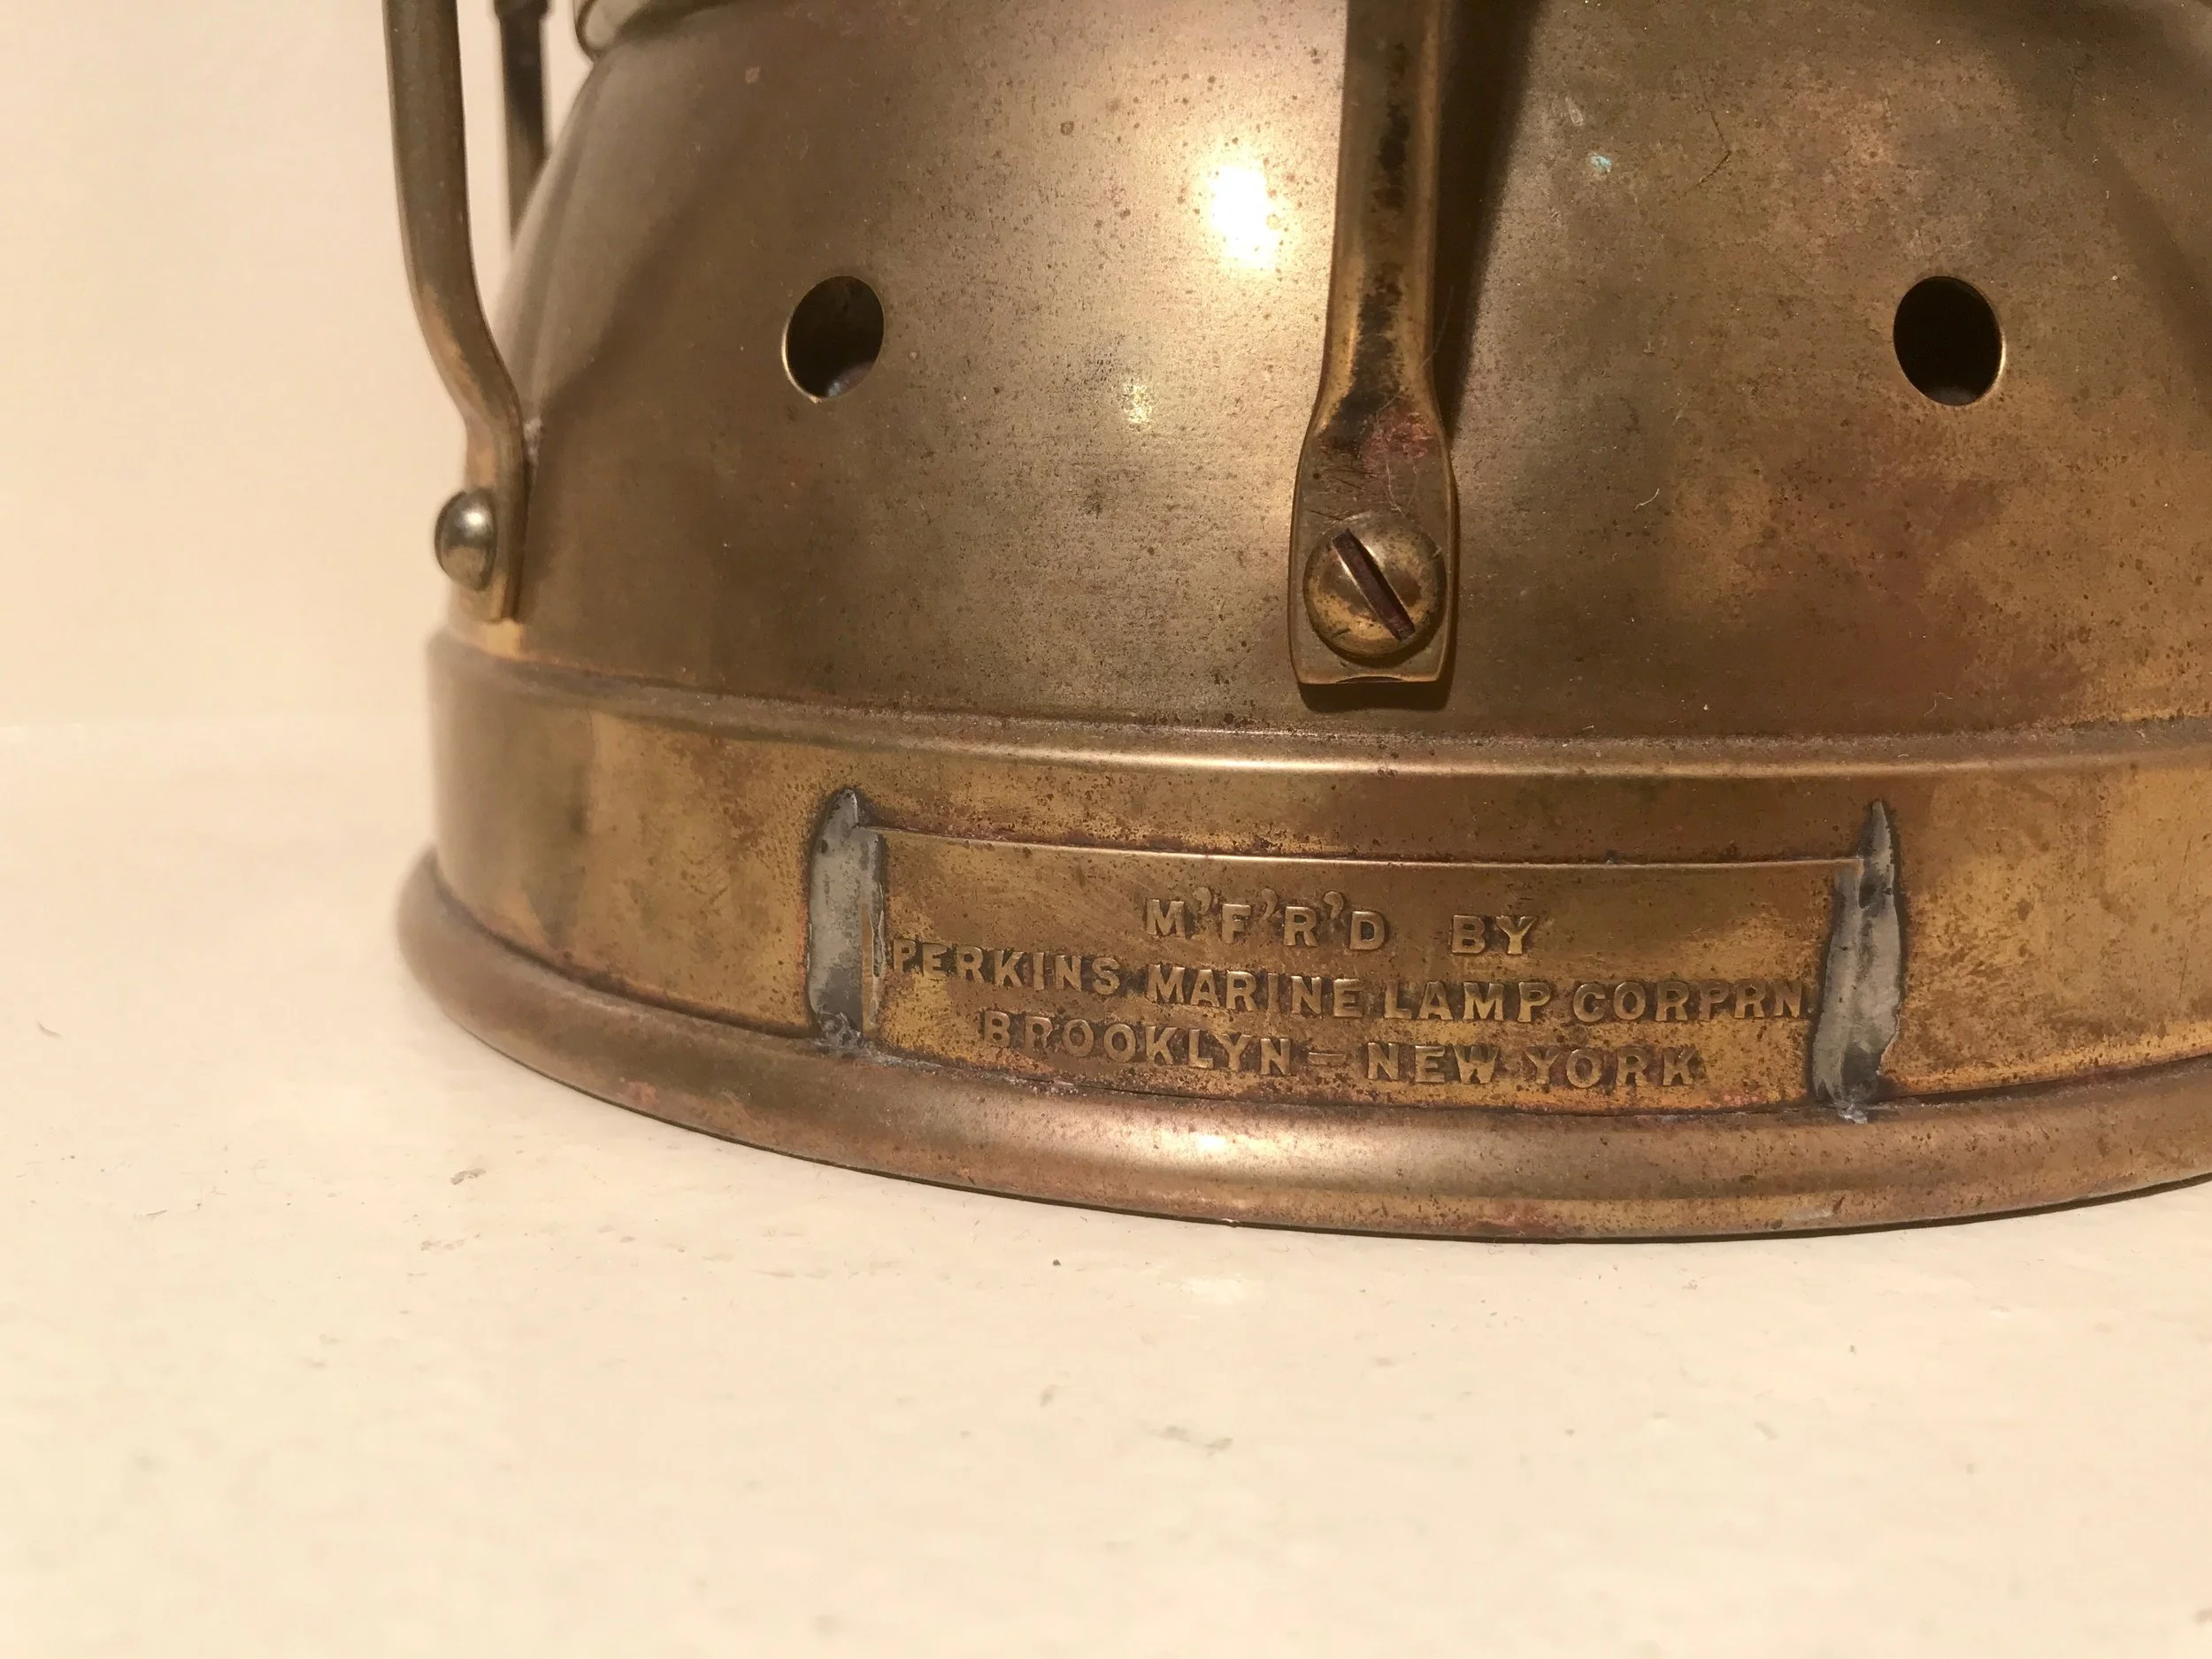 M'F'R'D BY
PERKINS MARINE LAMP CORPRN.
BROOKLYN - NEW YORK